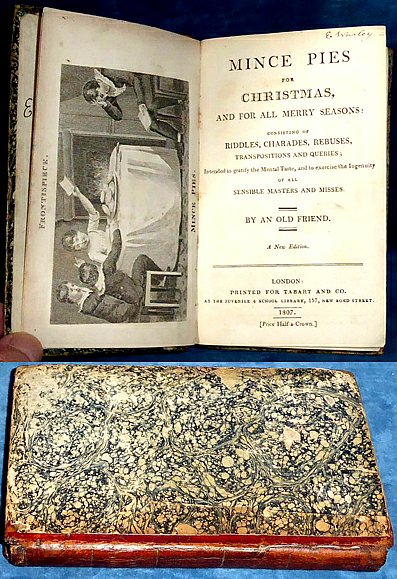 FRONTISPIECE.
MINCE PIES.
MINCE PIES
FOR
CHRISTMAS,
AND FOR ALL MERRY SEASONS:
CONSISTING OF
RIDDLES, CHARADES, REBUSES,
TRANSPOSITIONS AND QUERIES;
Intended to gratify the Mental Taste, and to exercise the Ingenuity
OF ALL
SENSIBLE MASTERS AND MISSES.
BY AN OLD FRIEND.
A New Edition.
LONDON:
PRINTED FOR TABART AND CO.
AT THE JUVENILE & SCHOOL LIBRARY, 157, NEW BOND STREET.
1807.
[Price Half a Crown.]